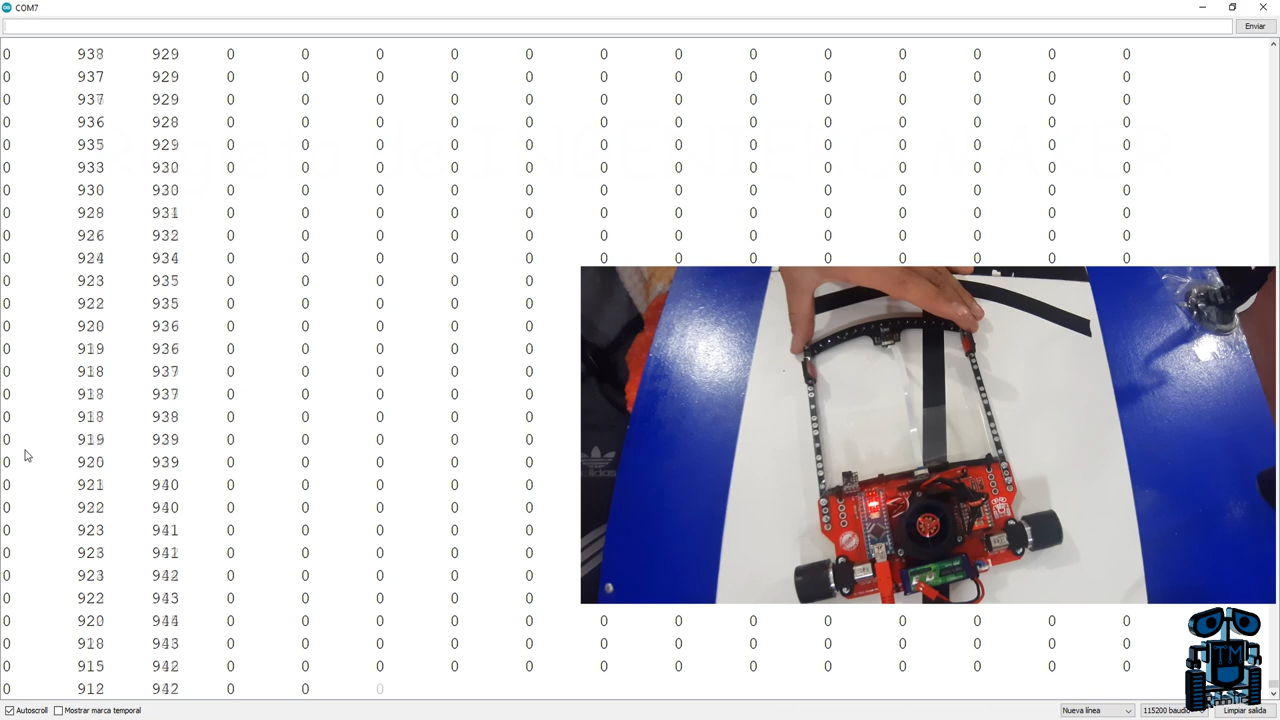 COM7
Enviar
0 938 929 0 0 0 0 0 0 0 0 0 0 0 0 0
0 937 929 0 0 0 0 0 0 0 0 0 0 0 0 0
0 937 929 0 0 0 0 0 0 0 0 0 0 0 0 0
0 936 928 0 0 0 0 0 0 0 0 0 0 0 0 0
0 935 929 0 0 0 0 0 0 0 0 0 0 0 0 0
0 933 930 0 0 0 0 0 0 0 0 0 0 0 0 0
0 930 930 0 0 0 0 0 0 0 0 0 0 0 0 0
0 928 931 0 0 0 0 0 0 0 0 0 0 0 0 0
0 926 932 0 0 0 0 0 0 0 0 0 0 0 0 0
0 924 934 0 0 0 0 0 0 0 0 0 0 0 0 0
0 923 935 0 0 0 0 0
0 922 935 0 0 0 0 0
0 920 936 0 0 0 0 0
0 919 936 0 0 0 0 0
0 918 937 0 0 0 0 0
0 918 937 0 0 0 0 0
0 918 938 0 0 0 0 0
0 919 939 0 0 0 0 0
0 920 939 0 0 0 0 0
0 921 940 0 0 0 0 0
0 922 940 0 0 0 0 0
0 923 941 0 0 0 0 0
0 923 941 0 0 0 0 0
0 923 942 0 0 0 0 0
0 922 943 0 0 0 0 0
0 920 944 0 0 0 0 0 0 0 0 0 0 0 0 0
0 918 943 0 0 0 0 0 0 0 0 0 0 0 0 0
0 915 942 0 0 0 0 0 0 0 0 0 0 0 0 0
0 912 942 0 0 0
Autoscroll Mostrar marca temporal Nueva línea 115200 baudio Limpiar salida
TM
adidas